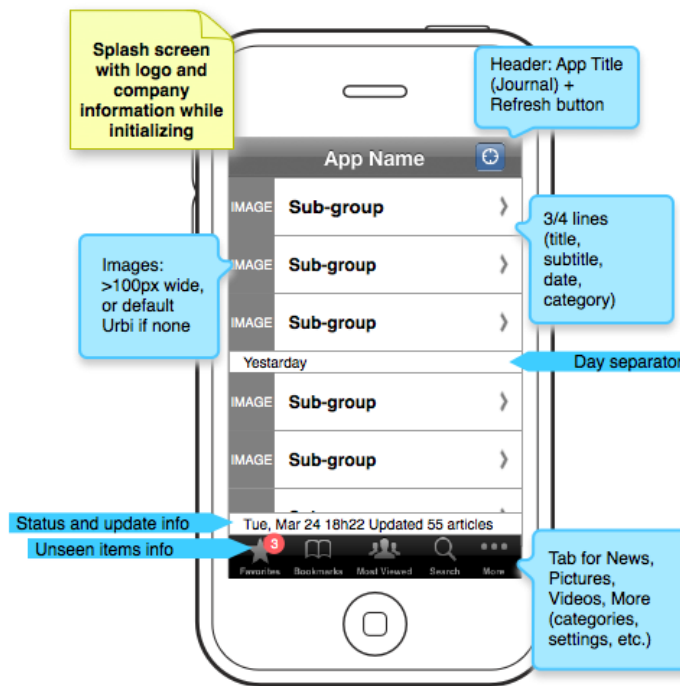 Splash screen
with logo and
company
information while
initializing
Header: App Title
(Journal) +
Refresh button
App Name
IMAGE
Sub-group
3/4 lines
(title,
subtitle,
date,
category)
IMAGE
Sub-group
Images:
>100px wide,
or default
Urbi if none
IMAGE
Sub-group
Yestarday
Day separator
IMAGE
Sub-group
IMAGE
Sub-group
Sub-group
Status and update info
Tue, Mar 24 18h22 Updated 55 articles
Unseen items info
3
Favorites
Bookmarks
Most Viewed
Search
More
Tab for News,
Pictures,
Videos, More
(categories,
settings, etc.)